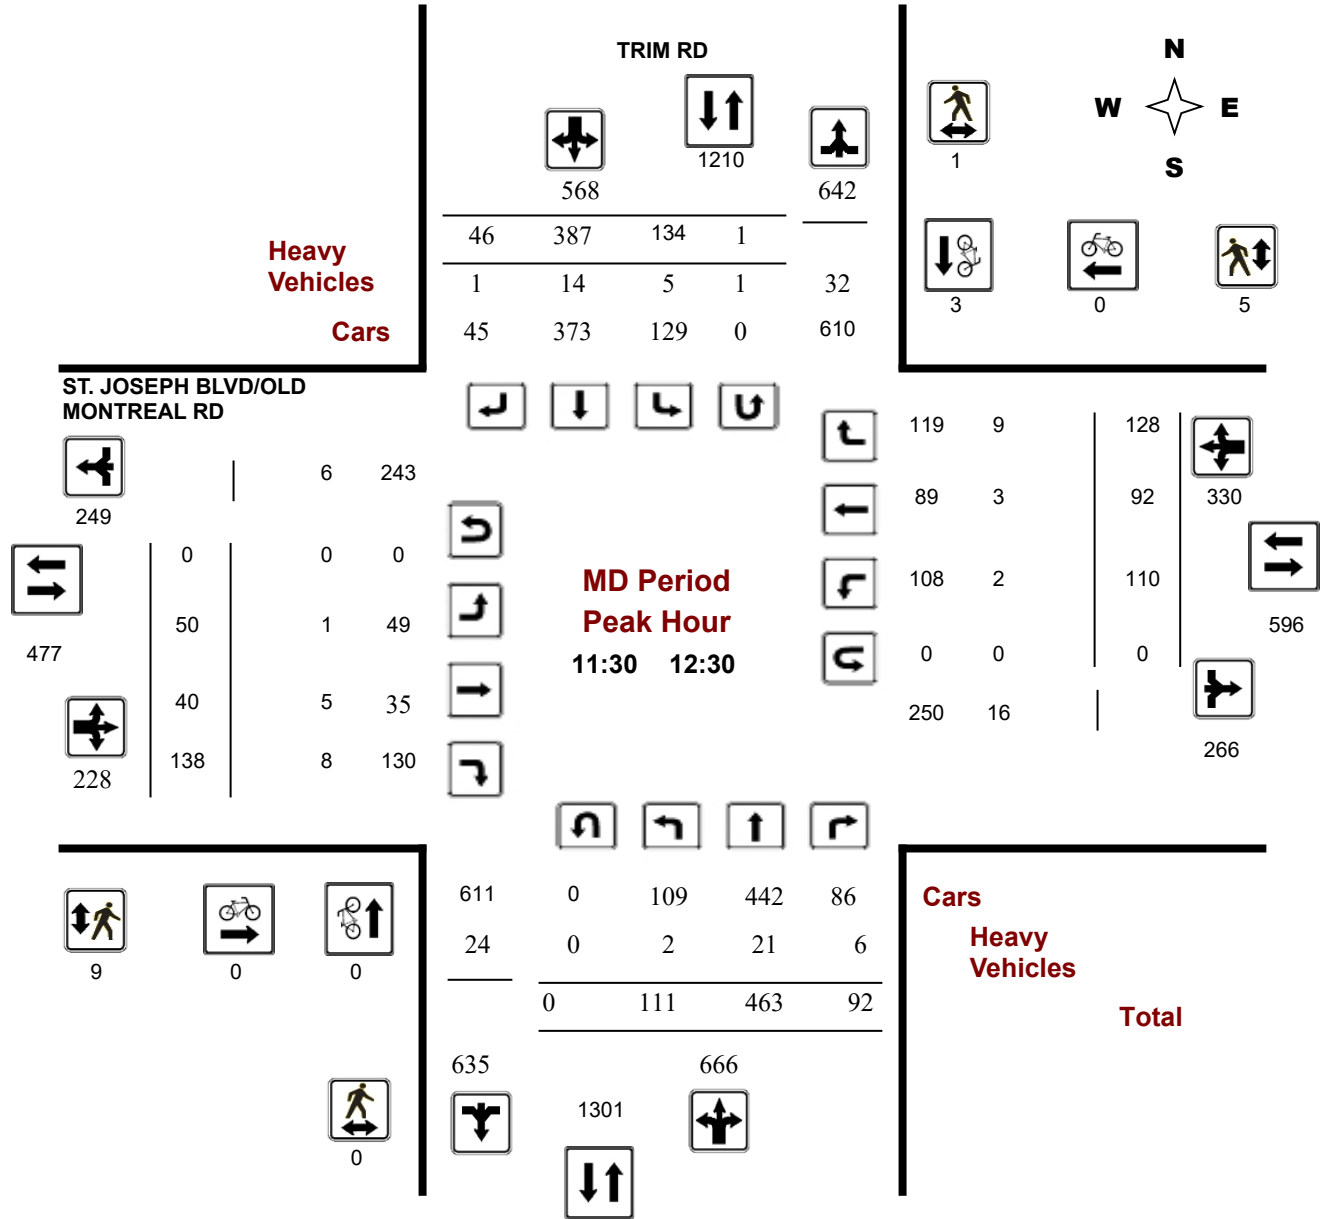 TRIM RD
N
W E
S
1210
1
568 642
46 387 134 1
Heavy
Vehicles
1 14 5 1 32
3 0 5
Cars
45 373 129 0 610
ST. JOSEPH BLVD/OLD
MONTREAL RD
119 9 128
6 243
89 3 92 330
249
0 0 0
MD Period
108 2 110
Peak Hour
50 1 49
596
477
11:30 12:30
0 0 0
40 5 35
250 16
138 8 130
266
228
611 0 109 442 86
Cars
24 0 2 21 6
Heavy
Vehicles
9 0 0
0 111 463 92
Total
635 666
1301
0